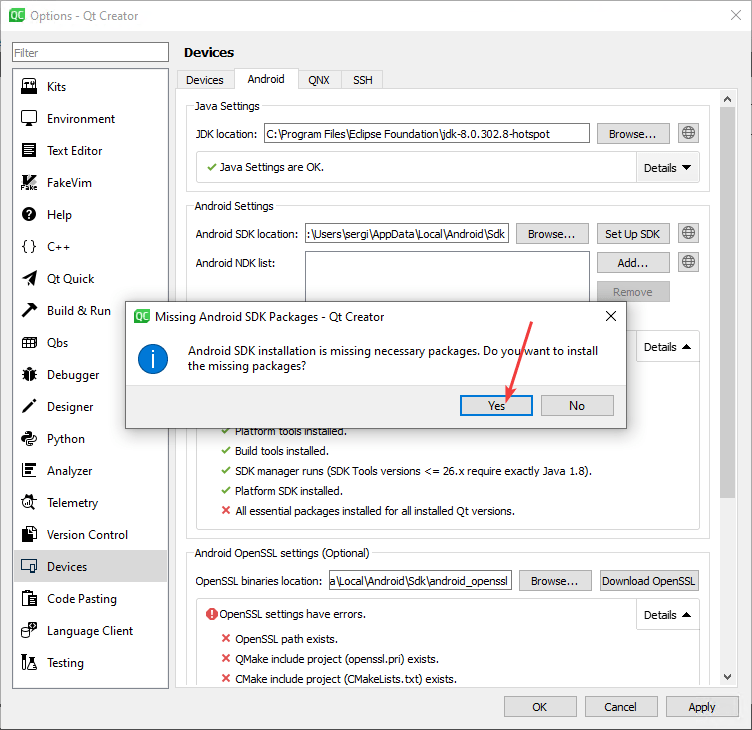 QC Options - Qt Creator
Filter
Kits
Environment
Text Editor
Fake
FakeVim
Help
{} C++
Qt Quick
Build & Run
Qbs
Debugger
Designer
Python
Analyzer
Telemetry
Version Control
Devices
Code Pasting
Language Client
Testing
Devices
Devices Android QNX SSH
Java Settings
JDK location: C:\Program Files\Eclipse Foundation\jdk-8.0.302.8-hotspot Browse...
Java Settings are OK. Details
Android Settings
Android SDK location: :\Users\sergi\AppData\Local\Android\Sdk Browse... Set Up SDK
Android NDK list: Add...
Remove
Details
QC Missing Android SDK Packages - Qt Creator
Android SDK installation is missing necessary packages. Do you want to install
the missing packages?
Yes No
Platform tools installed.
Build tools installed.
SDK manager runs (SDK Tools versions <= 26.x require exactly Java 1.8).
Platform SDK installed.
All essential packages installed for all installed Qt versions.
Android OpenSSL settings (Optional)
OpenSSL binaries location: a\Local\Android\Sdk\android_openssl Browse... Download OpenSSL
OpenSSL settings have errors. Details
OpenSSL path exists.
QMake include project (openssl.pri) exists.
CMake include project (CMakeLists.txt) exists.
OK Cancel Apply